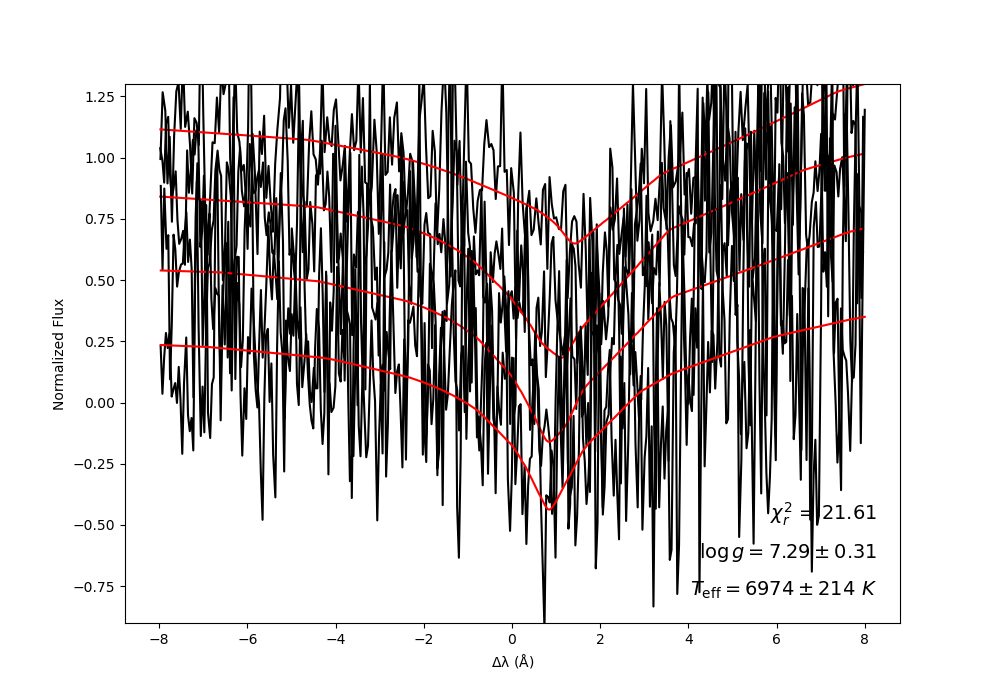 1.25
1.00
0.75
0.50
0.25
0.00
−0.25
−0.50
−0.75
Normalized Flux
χ²ᵣ = 21.61
log g = 7.29 ± 0.31
T_eff = 6974 ± 214 K
−8 −6 −4 −2 0 2 4 6 8
Δλ (Å)